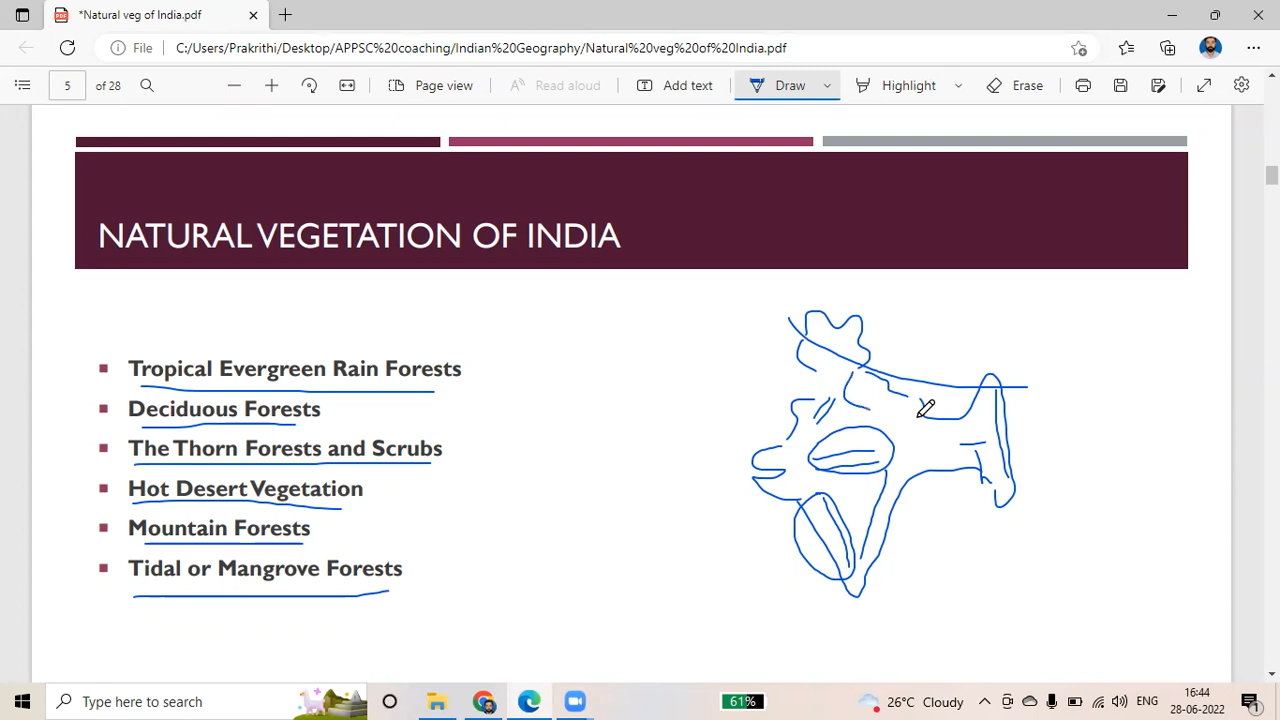 *Natural veg of India.pdf
File C:/Users/Prakrithi/Desktop/APPSC%20coaching/Indian%20Geography/Natural%20veg%20of%20India.pdf
5 of 28 Page view Read aloud Add text Draw Highlight Erase
NATURAL VEGETATION OF INDIA
Tropical Evergreen Rain Forests
Deciduous Forests
The Thorn Forests and Scrubs
Hot Desert Vegetation
Mountain Forests
Tidal or Mangrove Forests
Type here to search 61% 26°C Cloudy 16:44
28-06-2022